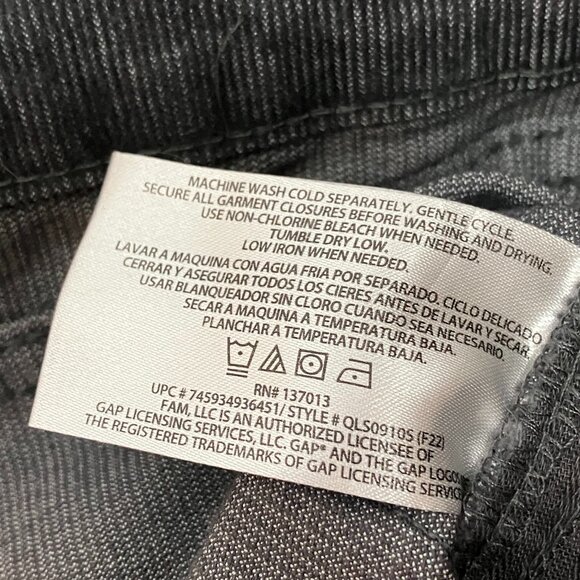 MACHINE WASH COLD SEPARATELY. GENTLE CYCLE.
SECURE ALL GARMENT CLOSURES BEFORE WASHING AND DRYING.
USE NON-CHLORINE BLEACH WHEN NEEDED.
TUMBLE DRY LOW.
LOW IRON WHEN NEEDED.
LAVAR A MAQUINA CON AGUA FRIA POR SEPARADO. CICLO DELICADO
CERRAR Y ASEGURAR TODOS LOS CIERES ANTES DE LAVAR Y SECAR.
USAR BLANQUEADOR SIN CLORO CUANDO SEA NECESARIO.
SECAR A MAQUINA A TEMPERATURA BAJA.
PLANCHAR A TEMPERATURA BAJA.
RN# 137013
UPC # 745934936451/ STYLE # QLS0910S (F22)
FAM, LLC IS AN AUTHORIZED LICENSEE OF
GAP LICENSING SERVICES, LLC. GAP* AND THE GAP LOGO
THE REGISTERED TRADEMARKS OF GAP LICENSING SERVIC